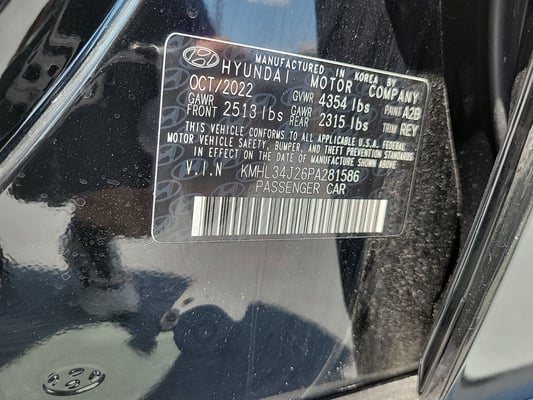 MANUFACTURED IN KOREA BY
HYUNDAI MOTOR COMPANY
OCT/2022 GVWR 4354 lbs PAINT A2B
GAWR FRONT 2513 lbs GAWR REAR 2315 lbs TRIM REY
THIS VEHICLE CONFORMS TO ALL APPLICABLE U.S.A. FEDERAL
MOTOR VEHICLE SAFETY, BUMPER, AND THEFT PREVENTION STANDARDS
IN EFFECT ON THE DATE OF MANUFACTURE SHOWN ABOVE
V.I.N KMHL34J26PA281586
PASSENGER CAR